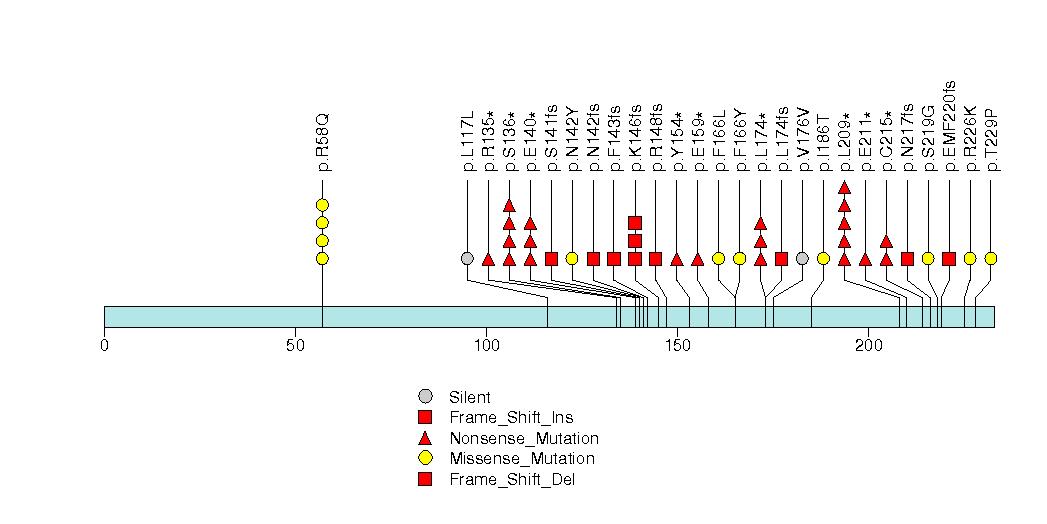 p.R58Q
p.L117L
p.R135*
p.S136*
p.E140*
p.S141fs
p.N142Y
p.N142fs
p.F143fs
p.K146fs
p.R148fs
p.Y154*
p.E159*
p.F166L
p.F166Y
p.L174*
p.L174fs
p.V176V
p.I186T
p.L209*
p.E211*
p.C215*
p.N217fs
p.S219G
p.EMF220fs
p.R226K
p.T229P
0 50 100 150 200
Silent
Frame_Shift_Ins
Nonsense_Mutation
Missense_Mutation
Frame_Shift_Del